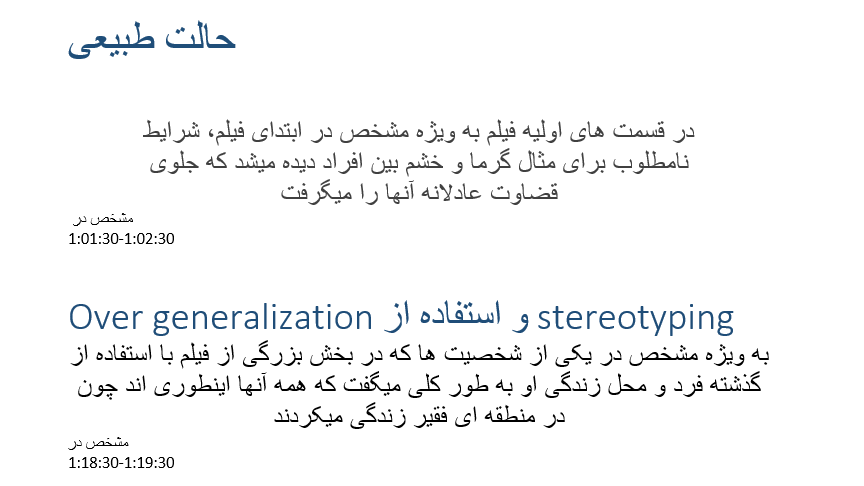 حالت طبیعی
در قسمت های اولیه فیلم به ویژه مشخص در ابتدای فیلم، شرایط
نامطلوب برای مثال گرما و خشم بین افراد دیده میشد که جلوی
قضاوت عادلانه آنها را میگرفت
مشخص در
1:01:30-1:02:30
Over generalization و استفاده از stereotyping
به ویژه مشخص در یکی از شخصیت ها که در بخش بزرگی از فیلم با استفاده از
گذشته فرد و محل زندگی او به طور کلی میگفت که همه آنها اینطوری اند چون
در منطقه ای فقیر زندگی میکردند
مشخص در
1:18:30-1:19:30